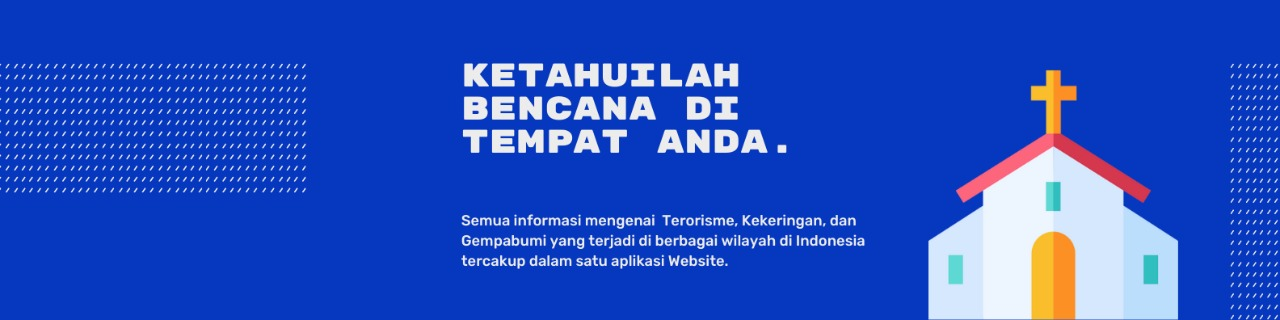 KETAHUILAH
BENCANA DI
TEMPAT ANDA.
Semua informasi mengenai Terorisme, Kekeringan, dan
Gempabumi yang terjadi di berbagai wilayah di Indonesia
tercakup dalam satu aplikasi Website.